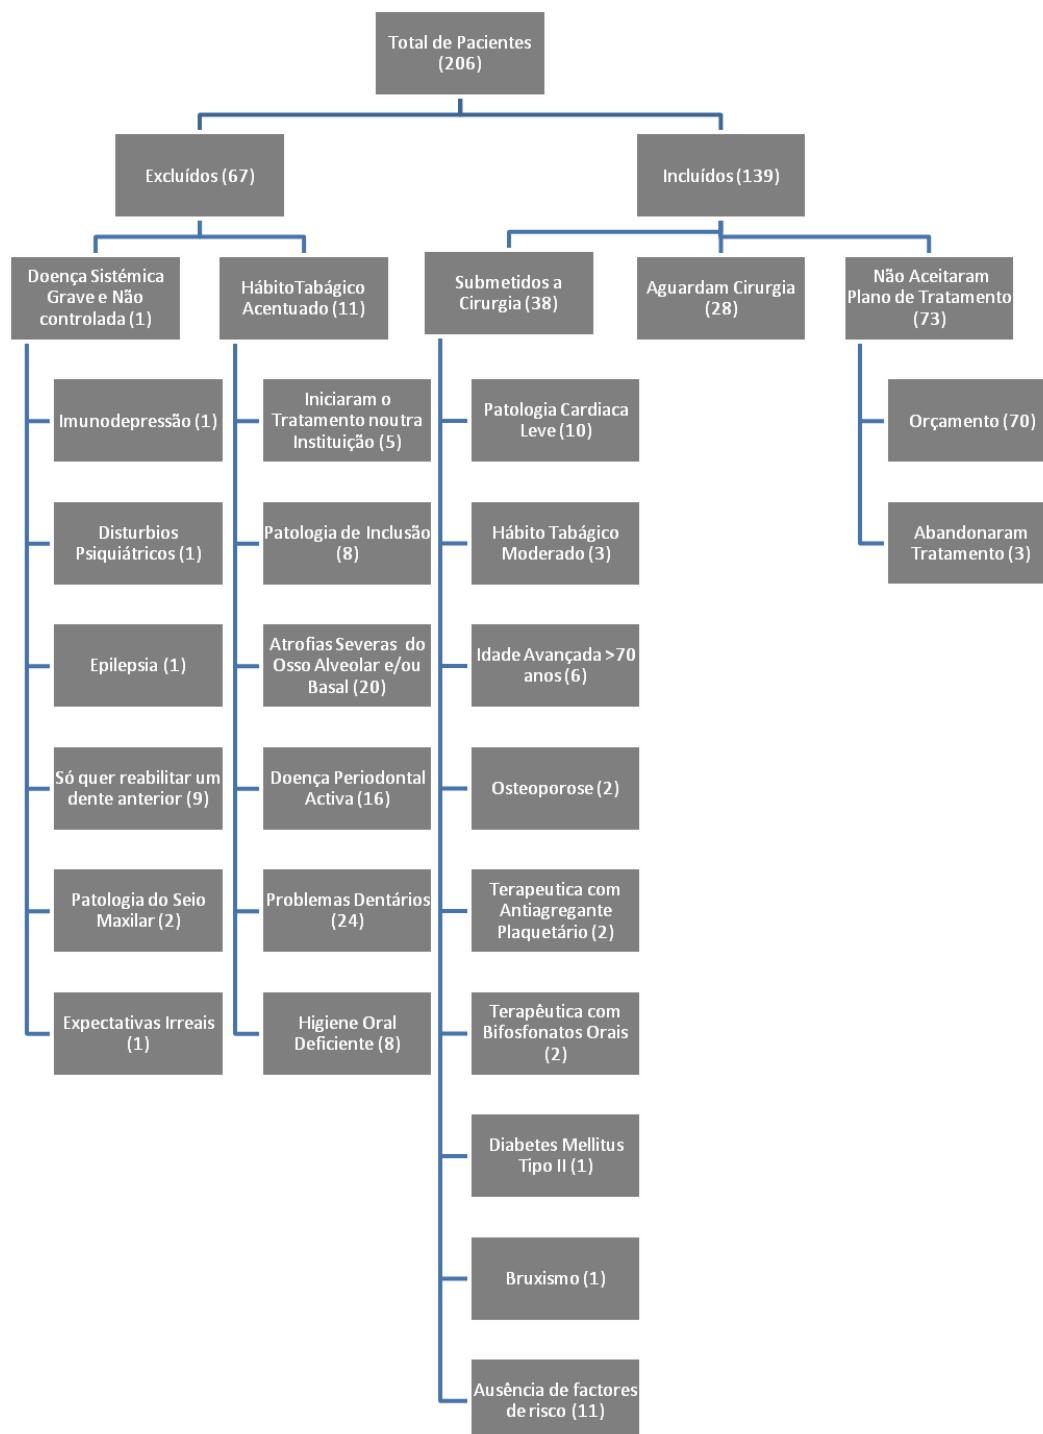 Total de Pacientes
(206)
Excluídos (67)
Incluídos (139)
Doença Sistémica
Grave e Não
controlada (1)
Hábito Tabágico
Acentuado (11)
Submetidos a
Cirurgia (38)
Aguardam Cirurgia
(28)
Não Aceitaram
Plano de Tratamento
(73)
Imunodepressão (1)
Disturbios
Psiquiátricos (1)
Epilepsia (1)
Só quer reabilitar um
dente anterior (9)
Patologia do Seio
Maxilar (2)
Expectativas Irreais
(1)
Iniciaram o
Tratamento noutra
Instituição (5)
Patologia de Inclusão
(8)
Atrofias Severas do
Osso Alveolar e/ou
Basal (20)
Doença Periodontal
Activa (16)
Problemas Dentários
(24)
Higiene Oral
Deficiente (8)
Patologia Cardiaca
Leve (10)
Hábito Tabágico
Moderado (3)
Idade Avançada >70
anos (6)
Osteoporose (2)
Terapeutica com
Antiagregante
Plaquetário (2)
Terapêutica com
Bifosfonatos Orais
(2)
Diabetes Mellitus
Tipo II (1)
Bruxismo (1)
Ausência de factores
de risco (11)
Orçamento (70)
Abandonaram
Tratamento (3)